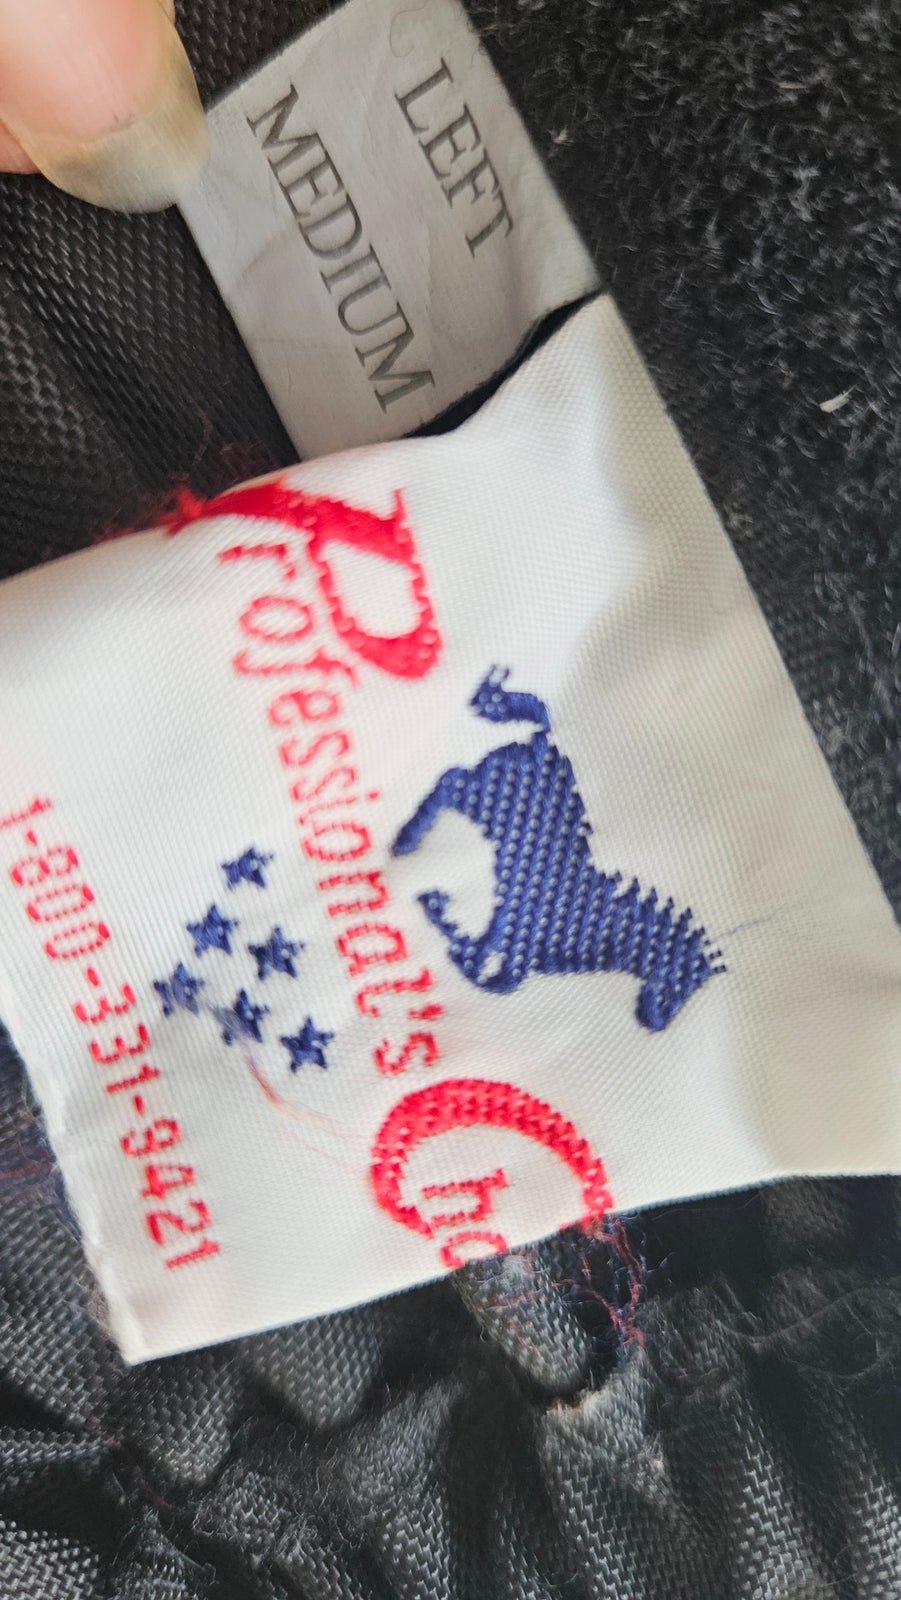 LEFT
MEDIUM
Professional's Cho
1-800-331-9421